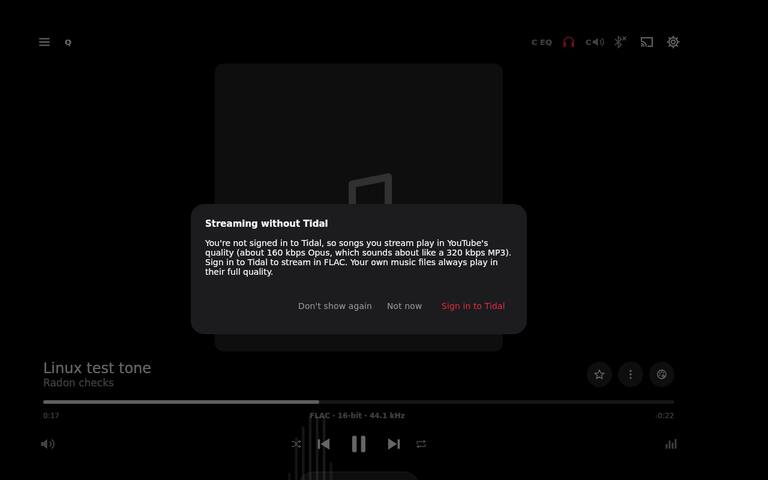 Q
C EQ
C
Streaming without Tidal
You're not signed in to Tidal, so songs you stream play in YouTube's
quality (about 160 kbps Opus, which sounds about like a 320 kbps MP3).
Sign in to Tidal to stream in FLAC. Your own music files always play in
their full quality.
Don't show again Not now Sign in to Tidal
Linux test tone
Radon checks
0:17 FLAC · 16-bit · 44.1 kHz -0:22